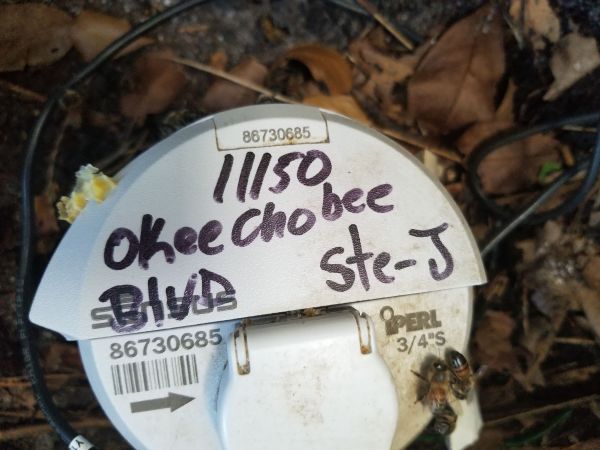 86730685
11150
Okeechobee
Blvd Ste-J
SENSUS
86730685
iPERL
3/4"S